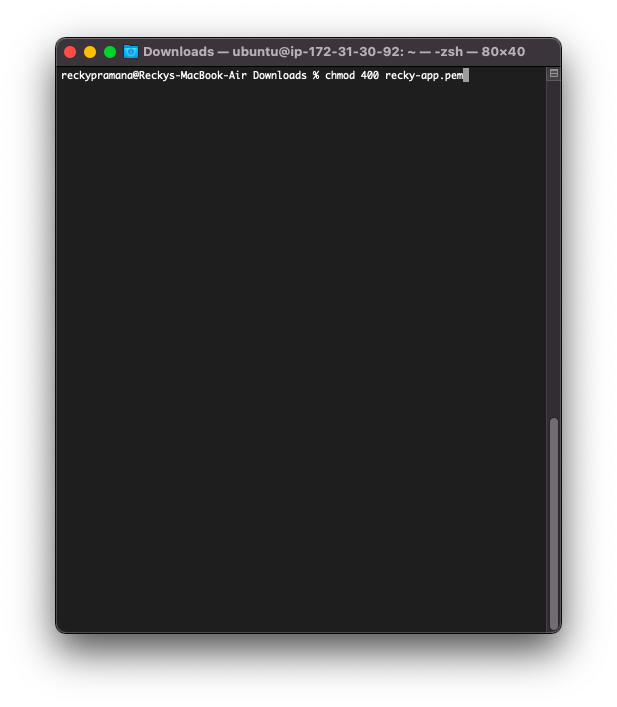 Downloads — ubuntu@ip-172-31-30-92: ~ — -zsh — 80×40
reckypramana@Reckys-MacBook-Air Downloads % chmod 400 recky-app.pem